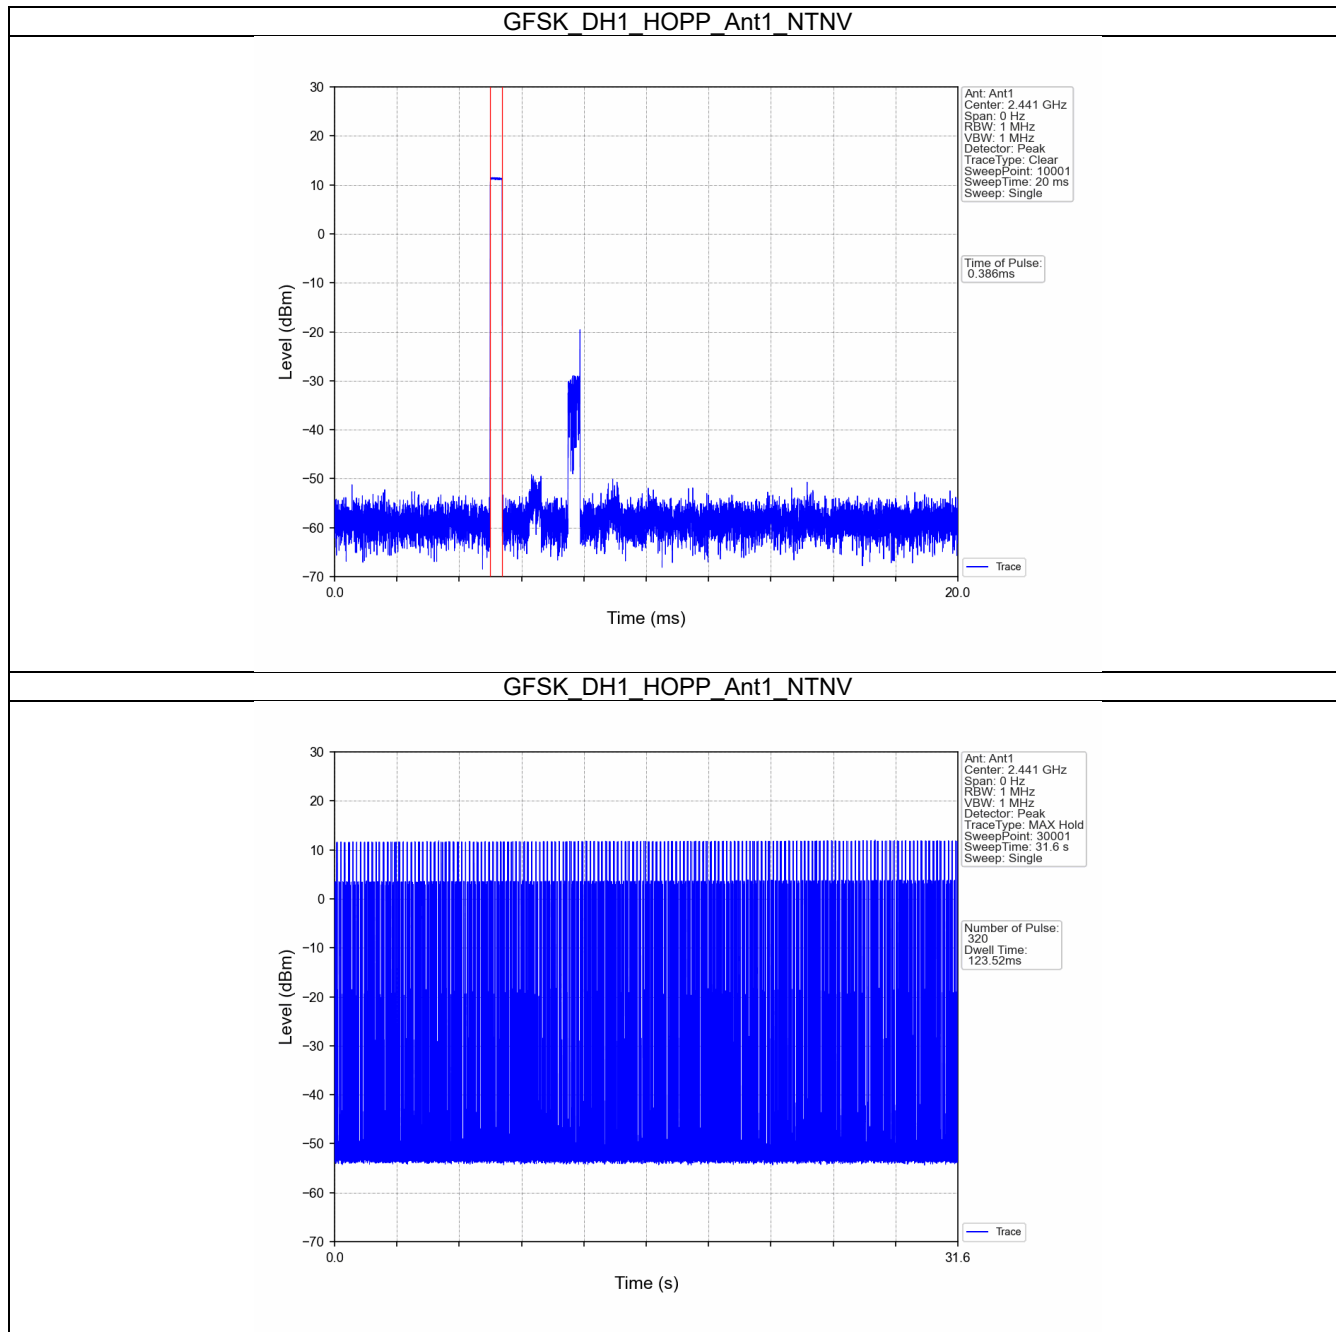 GFSK_DH1_HOPP_Ant1_NTNV
30
20
10
0
−10
−20
−30
−40
−50
−60
−70
Level (dBm)
0.0
20.0
Time (ms)
Ant: Ant1
Center: 2.441 GHz
Span: 0 Hz
RBW: 1 MHz
VBW: 1 MHz
Detector: Peak
TraceType: Clear
SweepPoint: 10001
SweepTime: 20 ms
Sweep: Single
Time of Pulse:
0.386ms
Trace
GFSK_DH1_HOPP_Ant1_NTNV
30
20
10
0
−10
−20
−30
−40
−50
−60
−70
Level (dBm)
0.0
31.6
Time (s)
Ant: Ant1
Center: 2.441 GHz
Span: 0 Hz
RBW: 1 MHz
VBW: 1 MHz
Detector: Peak
TraceType: MAX Hold
SweepPoint: 30001
SweepTime: 31.6 s
Sweep: Single
Number of Pulse:
320
Dwell Time:
123.52ms
Trace